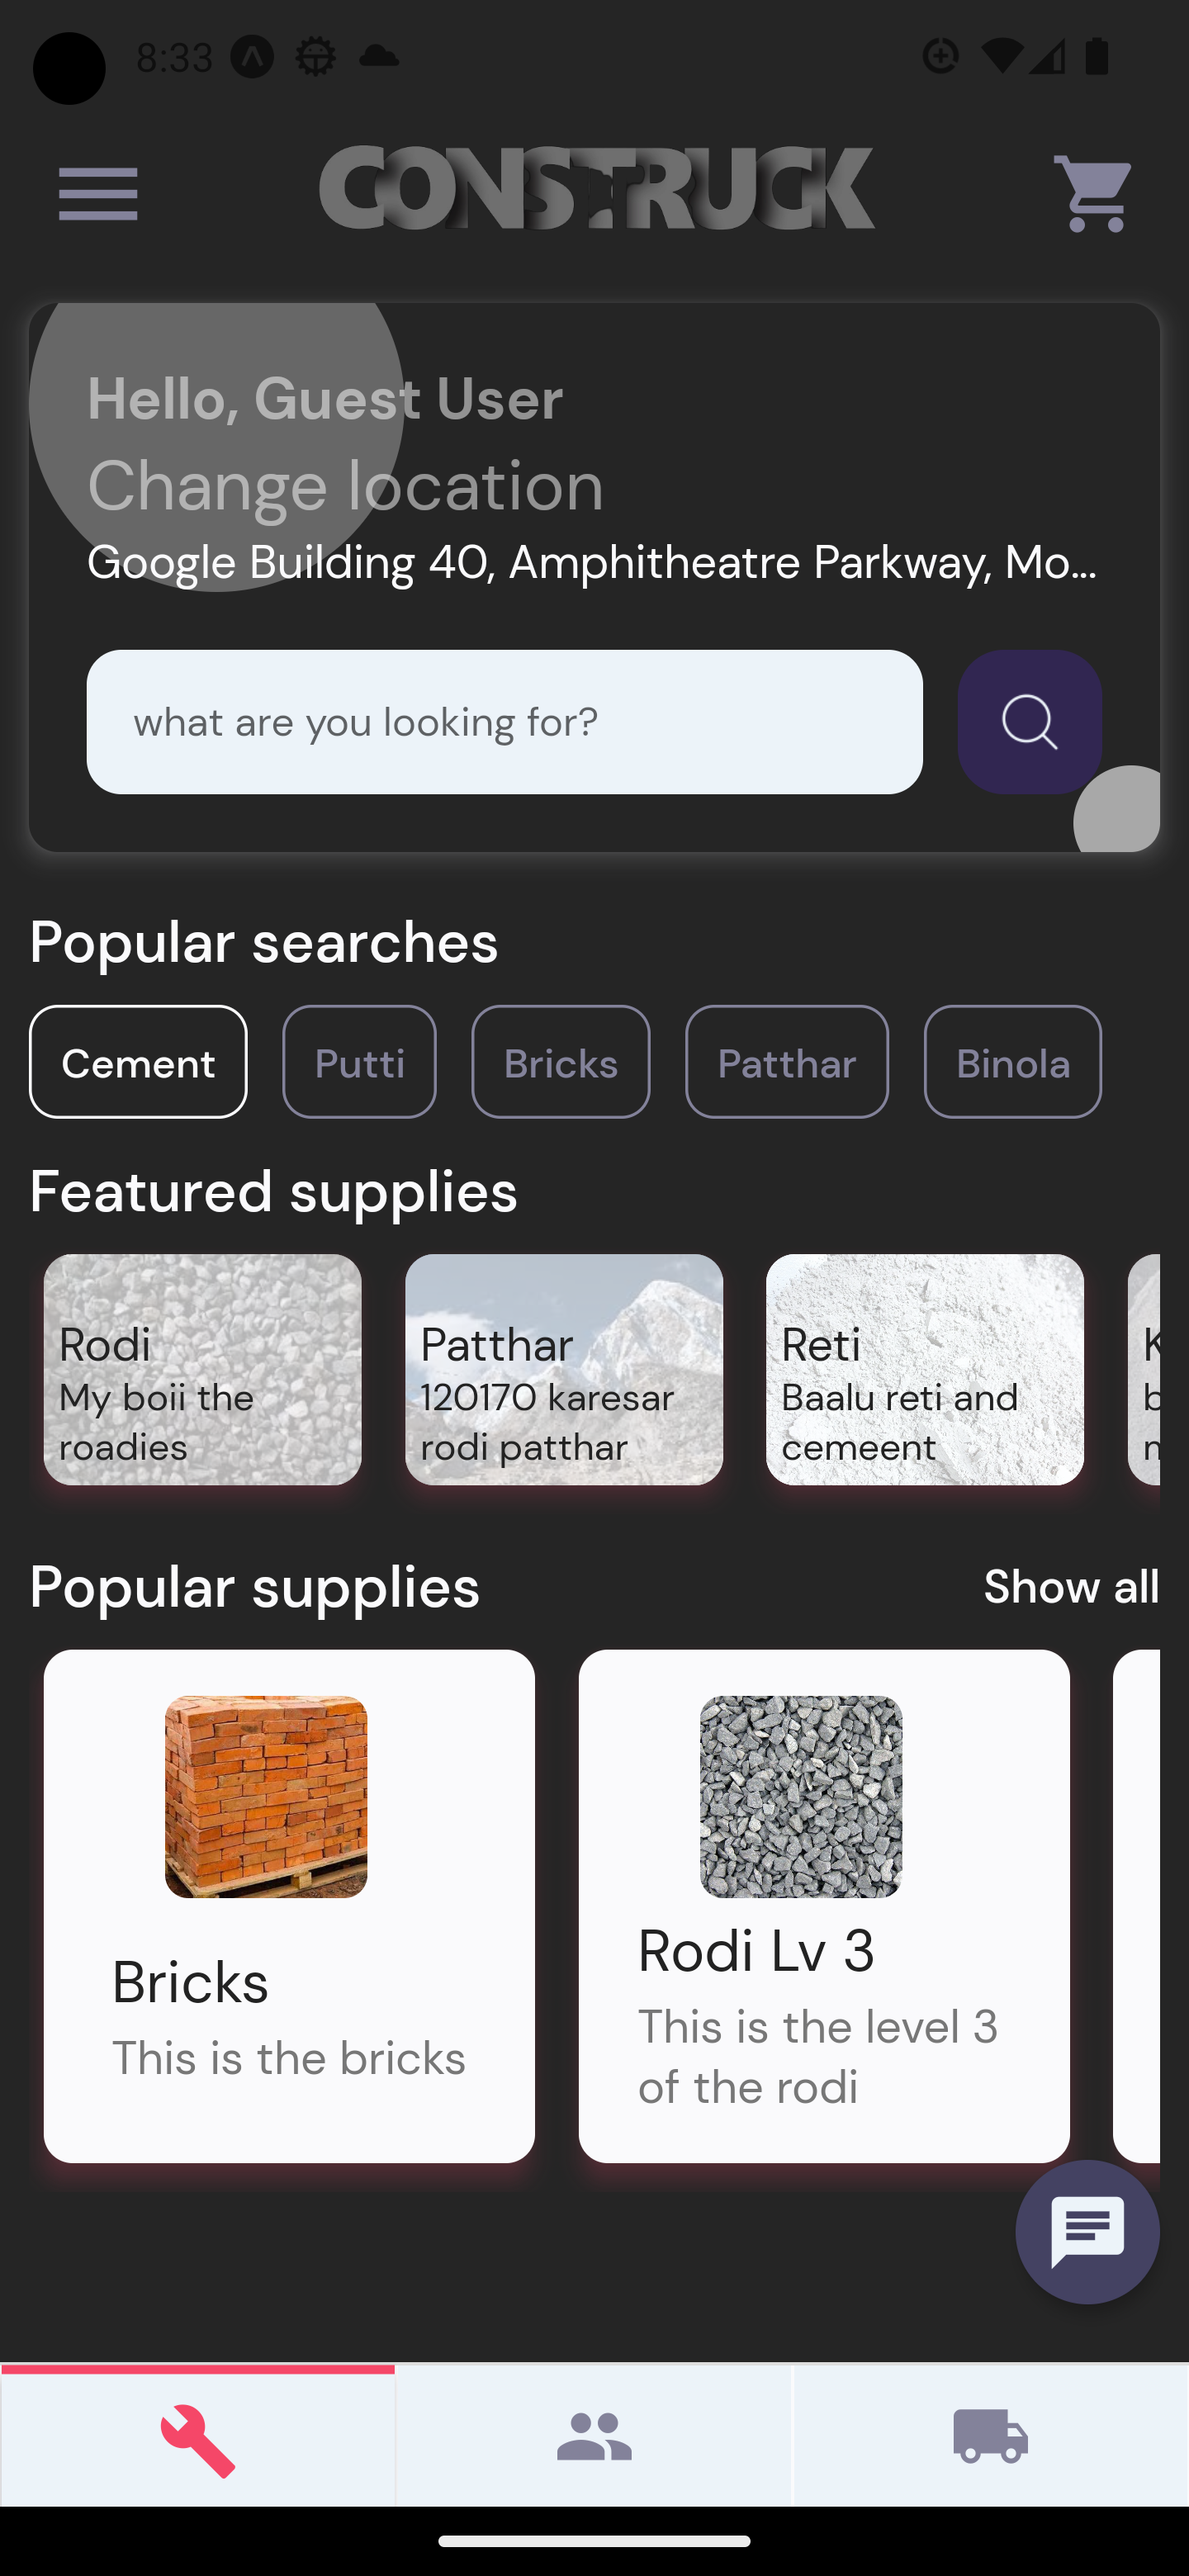 8:33
CONSTRUCK
Hello, Guest User
Change location
Google Building 40, Amphitheatre Parkway, Mo...
what are you looking for?
Popular searches
Cement Putti Bricks Patthar Binola
Featured supplies
Rodi
My boii the
roadies
Patthar
120170 karesar
rodi patthar
Reti
Baalu reti and
cemeent
K
b
Popular supplies
Show all
Bricks
This is the bricks
Rodi Lv 3
This is the level 3
of the rodi